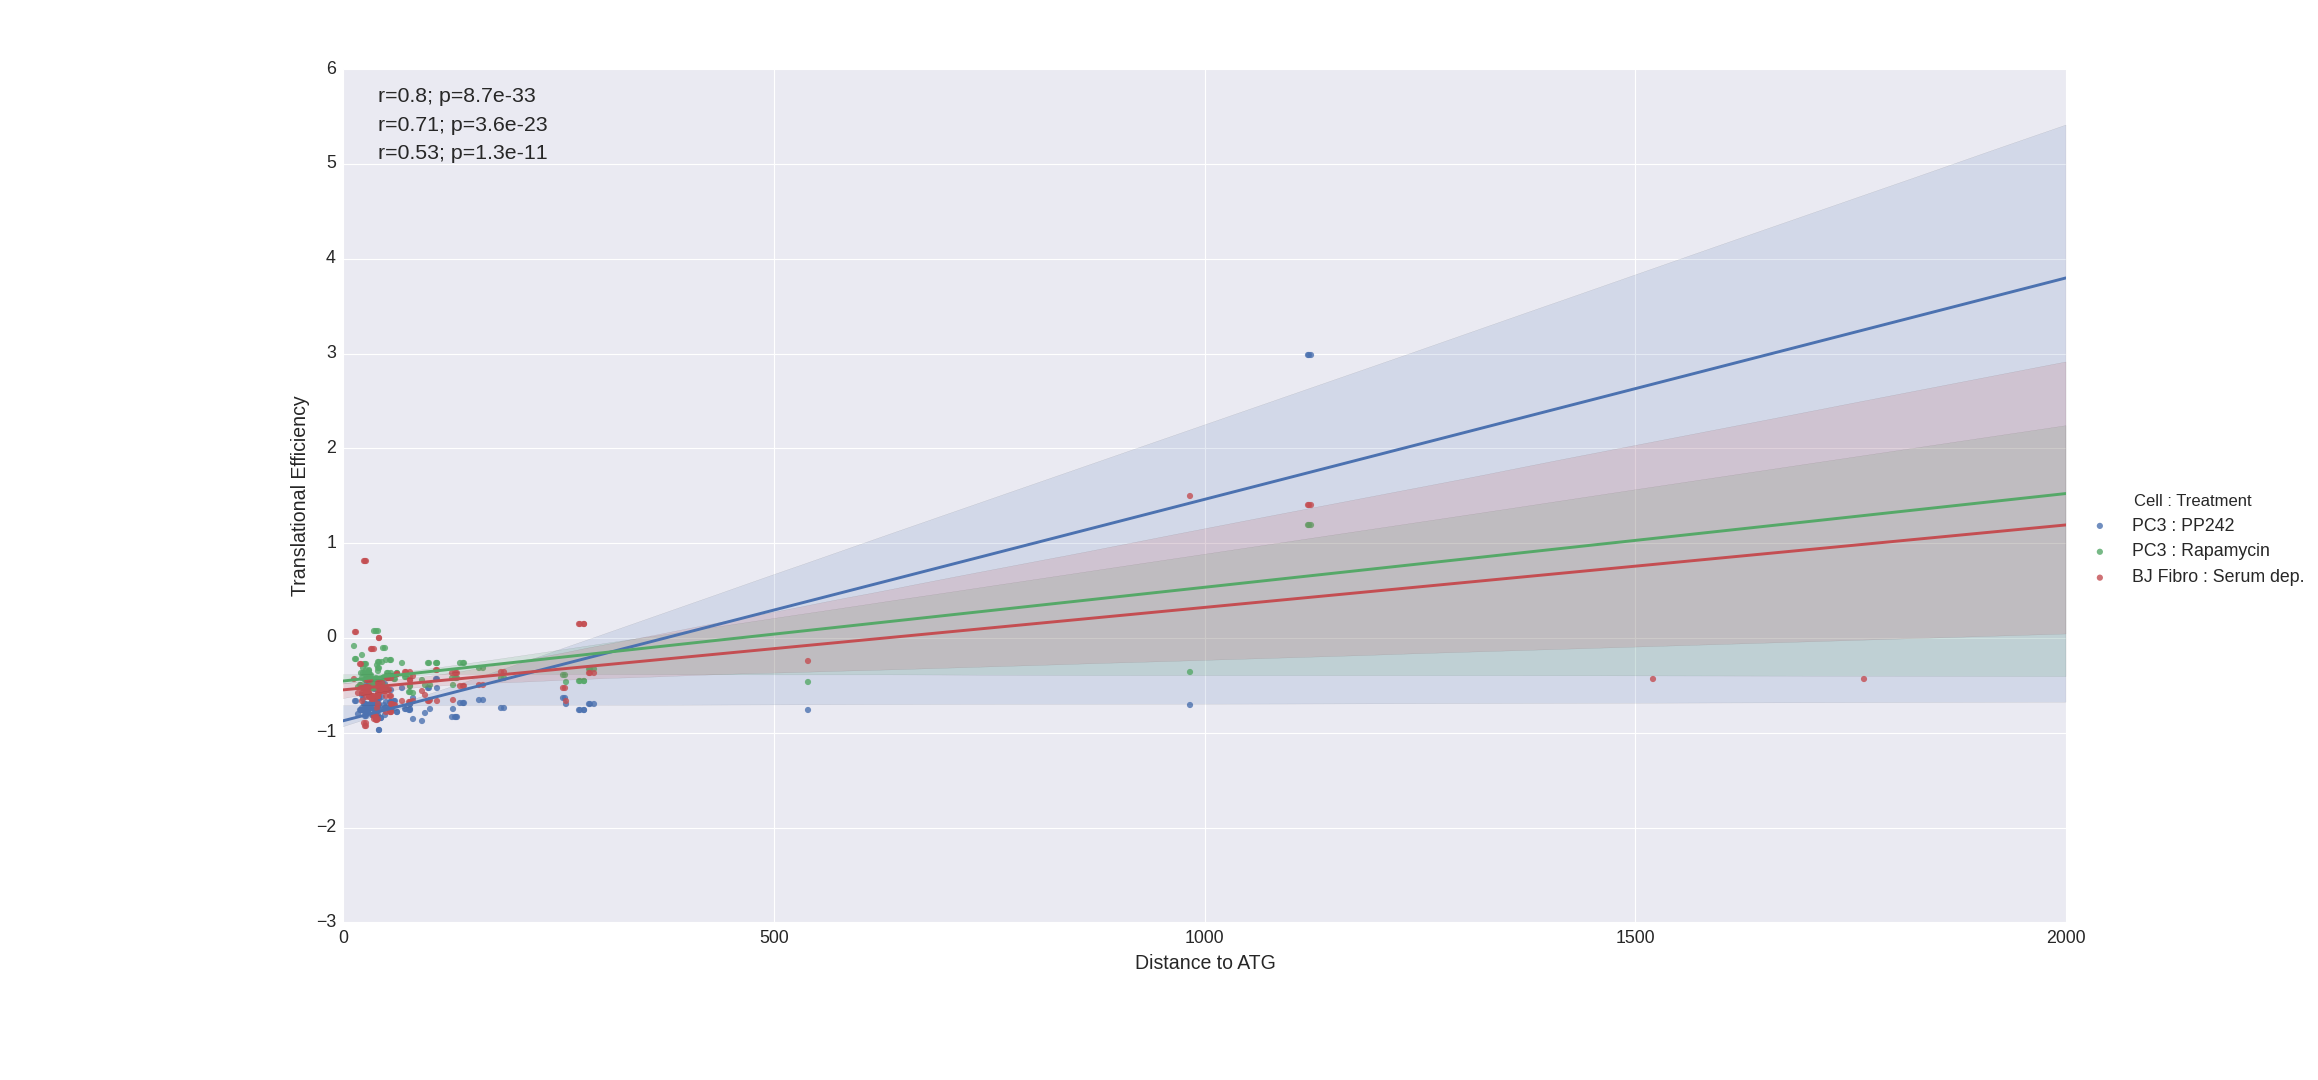 6
5
4
3
2
1
0
−1
−2
−3
r=0.8; p=8.7e-33
r=0.71; p=3.6e-23
r=0.53; p=1.3e-11
Translational Efficiency
0 500 1000 1500 2000
Distance to ATG
Cell : Treatment
PC3 : PP242
PC3 : Rapamycin
BJ Fibro : Serum dep.